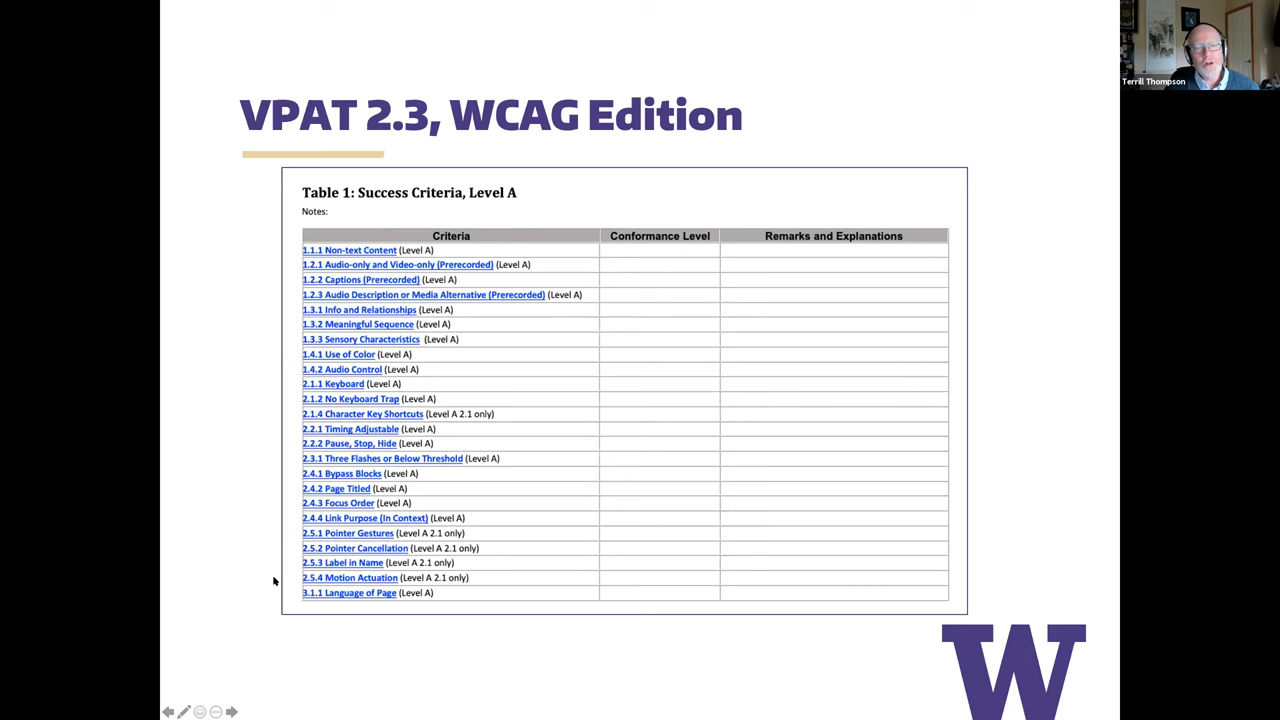 Terrill Thompson
VPAT 2.3, WCAG Edition
Table 1: Success Criteria, Level A
Notes:
Criteria Conformance Level Remarks and Explanations
1.1.1 Non-text Content (Level A)
1.2.1 Audio-only and Video-only (Prerecorded) (Level A)
1.2.2 Captions (Prerecorded) (Level A)
1.2.3 Audio Description or Media Alternative (Prerecorded) (Level A)
1.3.1 Info and Relationships (Level A)
1.3.2 Meaningful Sequence (Level A)
1.3.3 Sensory Characteristics (Level A)
1.4.1 Use of Color (Level A)
1.4.2 Audio Control (Level A)
2.1.1 Keyboard (Level A)
2.1.2 No Keyboard Trap (Level A)
2.1.4 Character Key Shortcuts (Level A 2.1 only)
2.2.1 Timing Adjustable (Level A)
2.2.2 Pause, Stop, Hide (Level A)
2.3.1 Three Flashes or Below Threshold (Level A)
2.4.1 Bypass Blocks (Level A)
2.4.2 Page Titled (Level A)
2.4.3 Focus Order (Level A)
2.4.4 Link Purpose (In Context) (Level A)
2.5.1 Pointer Gestures (Level A 2.1 only)
2.5.2 Pointer Cancellation (Level A 2.1 only)
2.5.3 Label in Name (Level A 2.1 only)
2.5.4 Motion Actuation (Level A 2.1 only)
3.1.1 Language of Page (Level A)
W